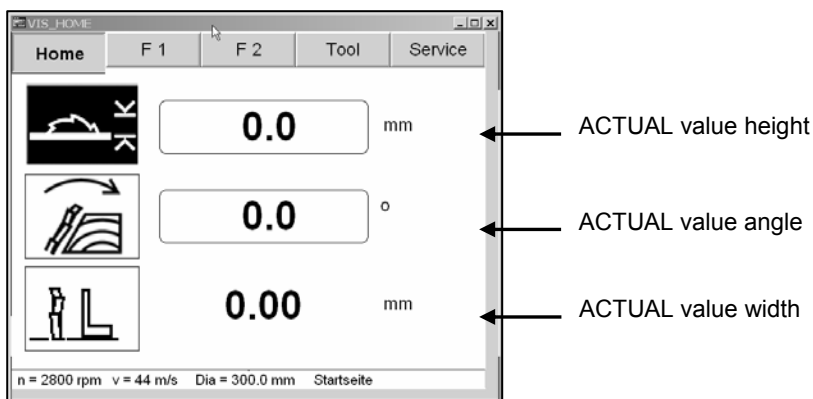 VIS_HOME
Home F 1 F 2 Tool Service
0.0 mm ACTUAL value height
0.0 ° ACTUAL value angle
0.00 mm ACTUAL value width
n = 2800 rpm v = 44 m/s Dia = 300.0 mm Startseite